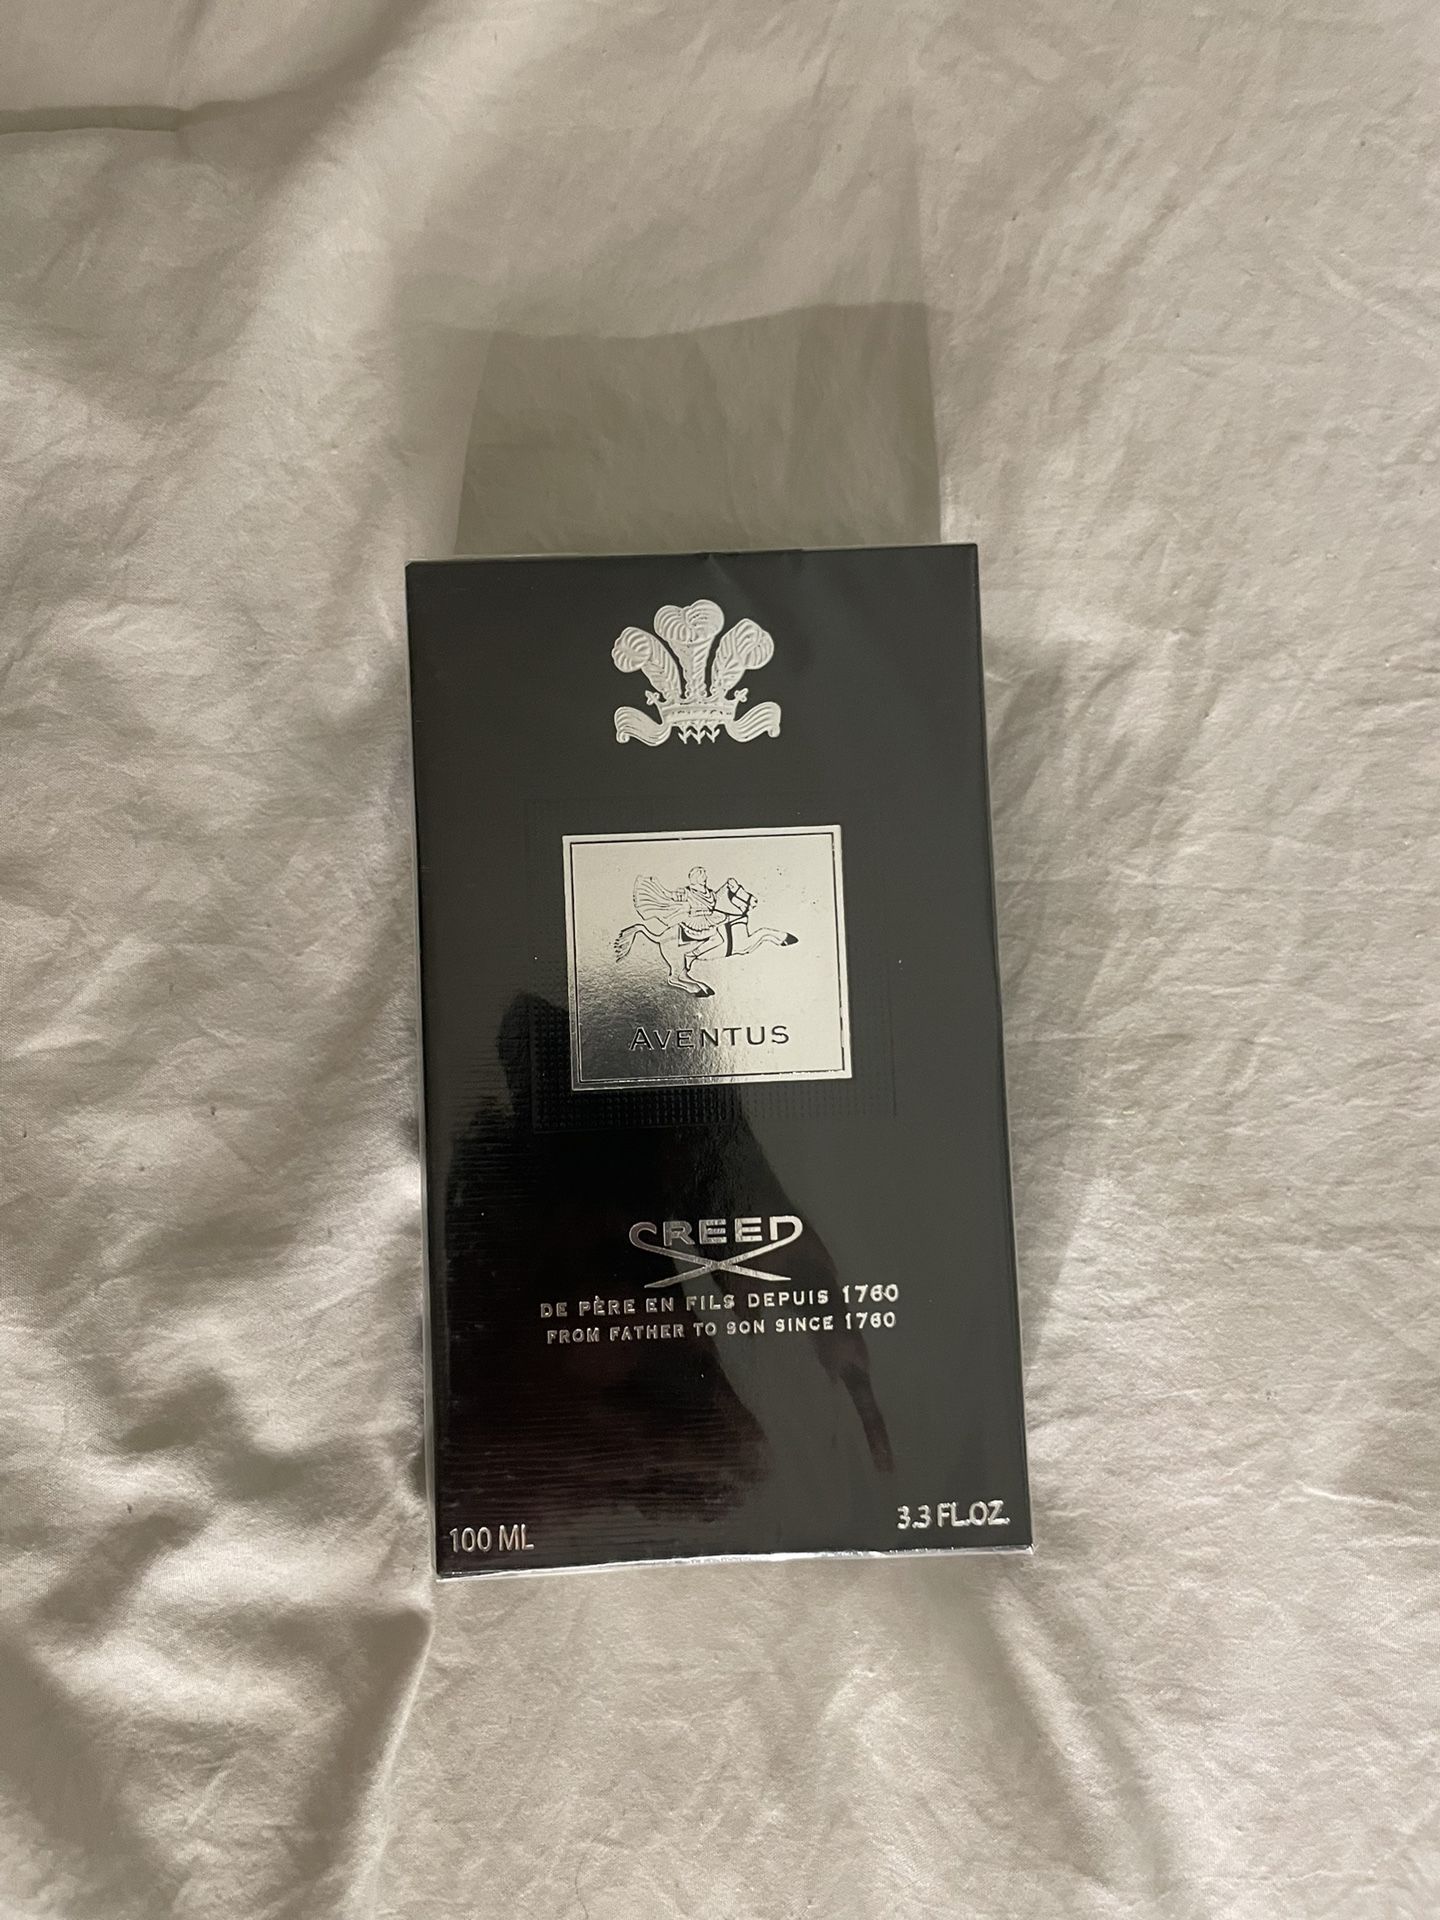 AVENTUS
CREED
DE PÈRE EN FILS DEPUIS 1760
FROM FATHER TO SON SINCE 1760
100 ML
3.3 FL.OZ.